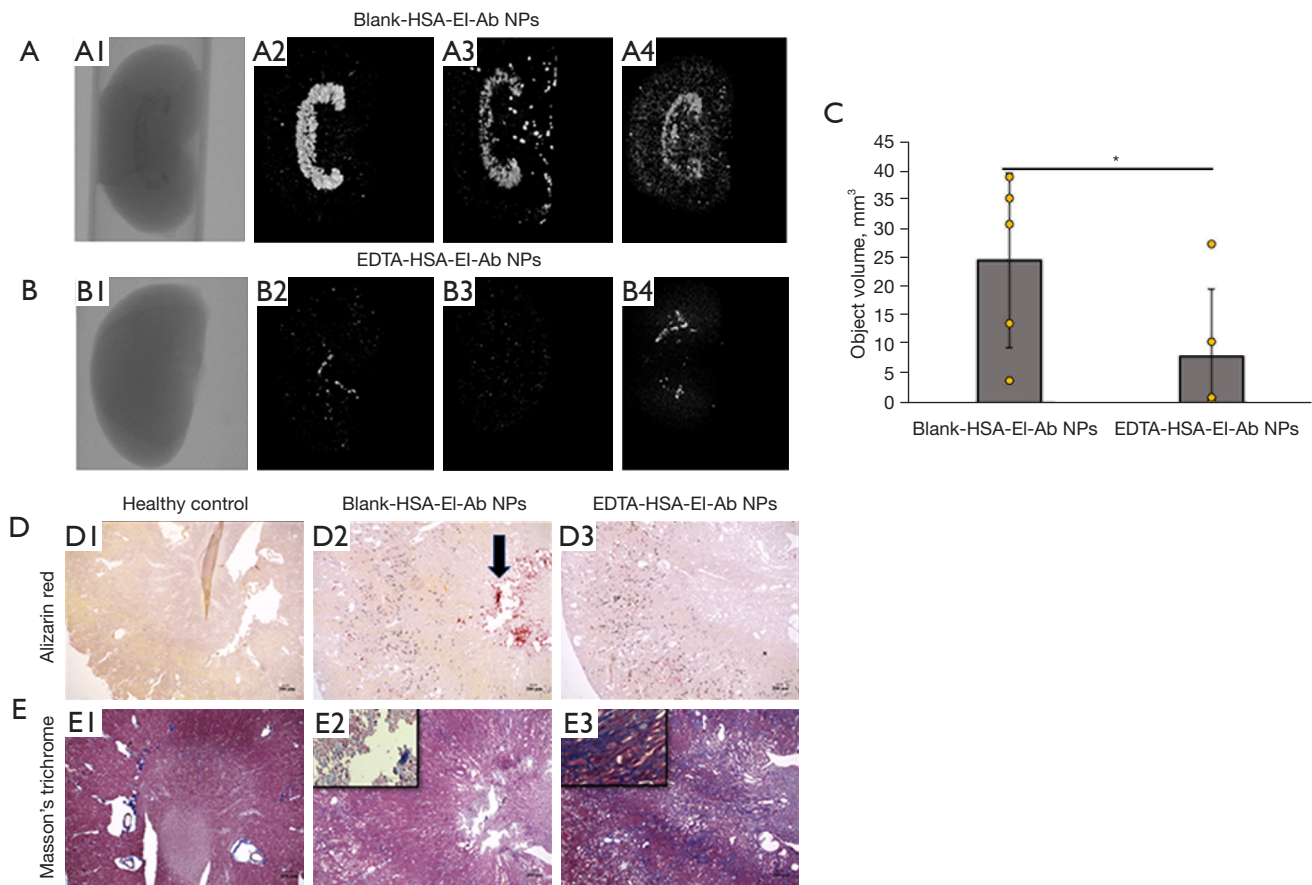 Blank-HSA-El-Ab NPs
A
A1
A2
A3
A4
EDTA-HSA-El-Ab NPs
B
B1
B2
B3
B4
C
*
Object volume, mm³
45
40
35
30
25
20
15
10
5
0
Blank-HSA-El-Ab NPs
EDTA-HSA-El-Ab NPs
Healthy control
Blank-HSA-El-Ab NPs
EDTA-HSA-El-Ab NPs
D
Alizarin red
D1
D2
D3
E
Masson's trichrome
E1
E2
E3